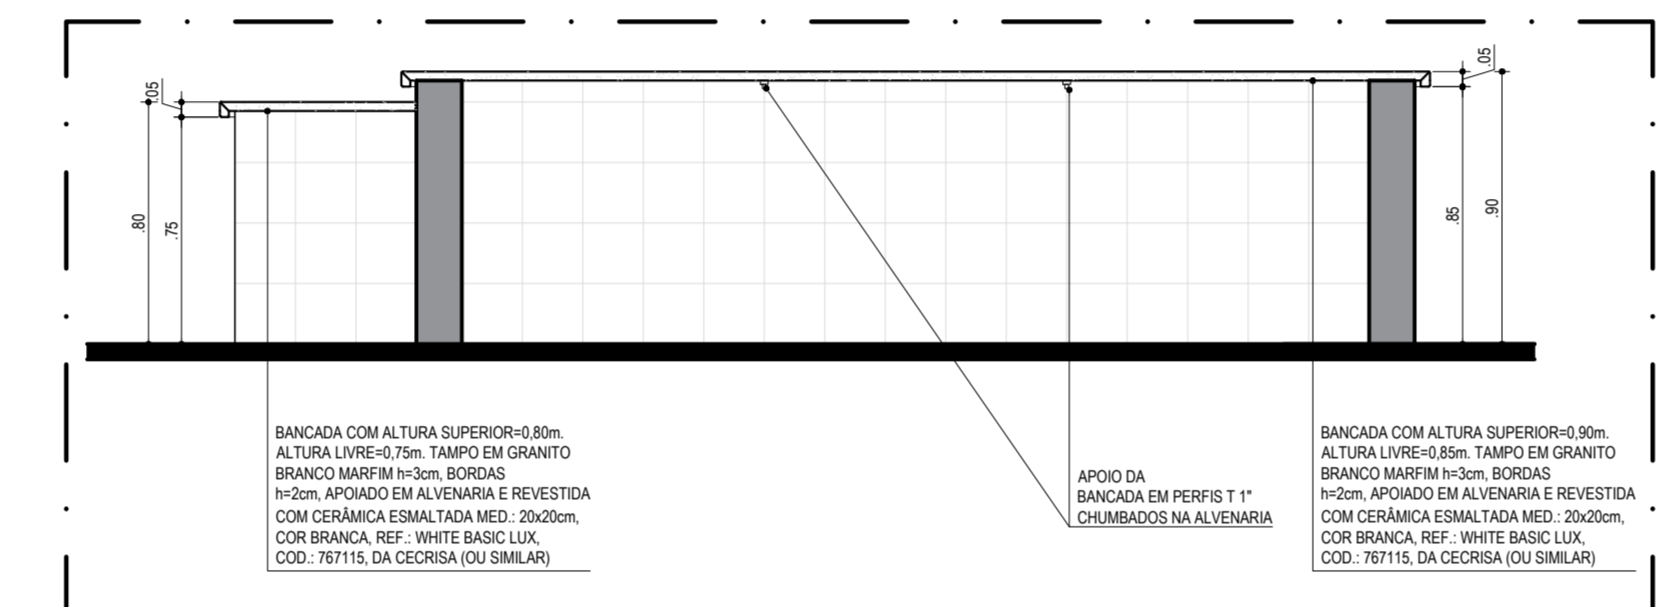 .05
.80
.75
.05
.85
.90
BANCADA COM ALTURA SUPERIOR=0,80m.
ALTURA LIVRE=0,75m. TAMPO EM GRANITO
BRANCO MARFIM h=3cm, BORDAS
h=2cm, APOIADO EM ALVENARIA E REVESTIDA
COM CERÂMICA ESMALTADA MED.: 20x20cm,
COR BRANCA, REF.: WHITE BASIC LUX,
COD.: 767115, DA CECRISA (OU SIMILAR)
APOIO DA
BANCADA EM PERFIS T 1"
CHUMBADOS NA ALVENARIA
BANCADA COM ALTURA SUPERIOR=0,90m.
ALTURA LIVRE=0,85m. TAMPO EM GRANITO
BRANCO MARFIM h=3cm, BORDAS
h=2cm, APOIADO EM ALVENARIA E REVESTIDA
COM CERÂMICA ESMALTADA MED.: 20x20cm,
COR BRANCA, REF.: WHITE BASIC LUX,
COD.: 767115, DA CECRISA (OU SIMILAR)